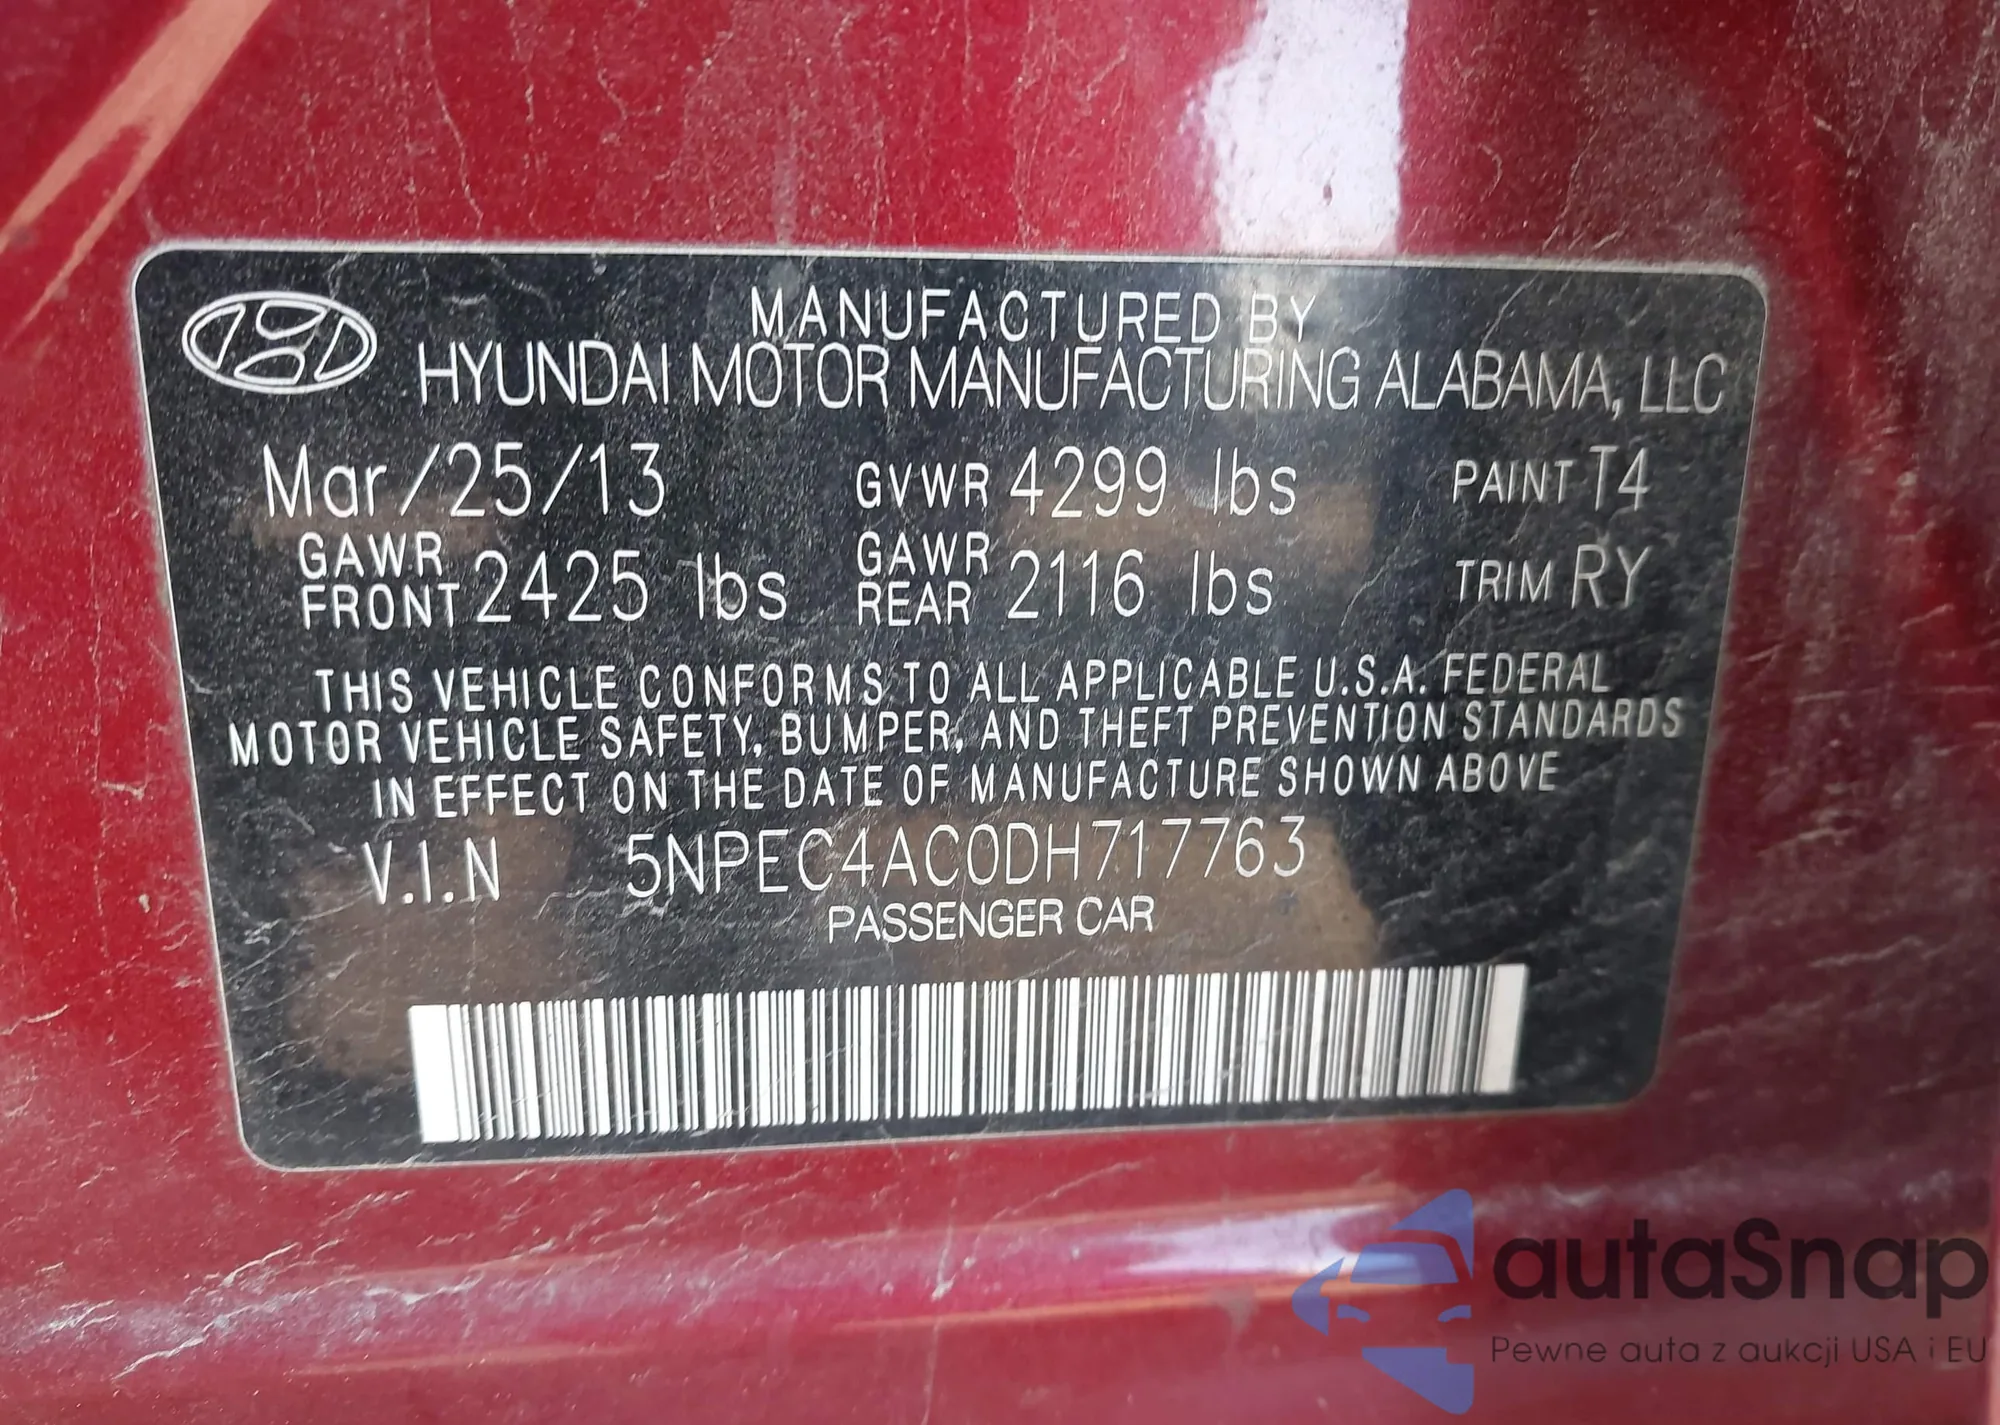 MANUFACTURED BY
HYUNDAI MOTOR MANUFACTURING ALABAMA, LLC
Mar/25/13 GVWR 4299 lbs PAINT T4
GAWR FRONT 2425 lbs GAWR REAR 2116 lbs TRIM RY
THIS VEHICLE CONFORMS TO ALL APPLICABLE U.S.A. FEDERAL
MOTOR VEHICLE SAFETY, BUMPER, AND THEFT PREVENTION STANDARDS
IN EFFECT ON THE DATE OF MANUFACTURE SHOWN ABOVE
V.I.N 5NPEC4AC0DH717763
PASSENGER CAR
autaSnap
Pewne auta z aukcji USA i EU